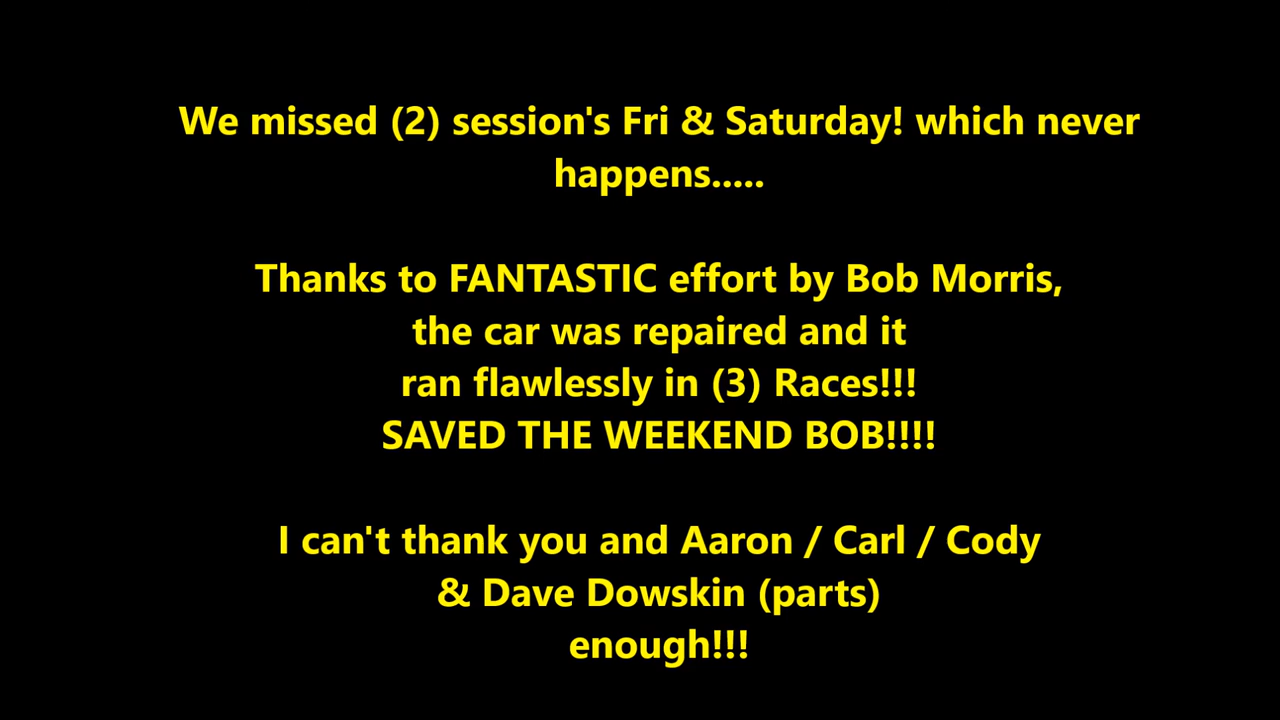 We missed (2) session's Fri & Saturday! which never
happens.....
Thanks to FANTASTIC effort by Bob Morris,
the car was repaired and it
ran flawlessly in (3) Races!!!
SAVED THE WEEKEND BOB!!!!
I can't thank you and Aaron / Carl / Cody
& Dave Dowskin (parts)
enough!!!